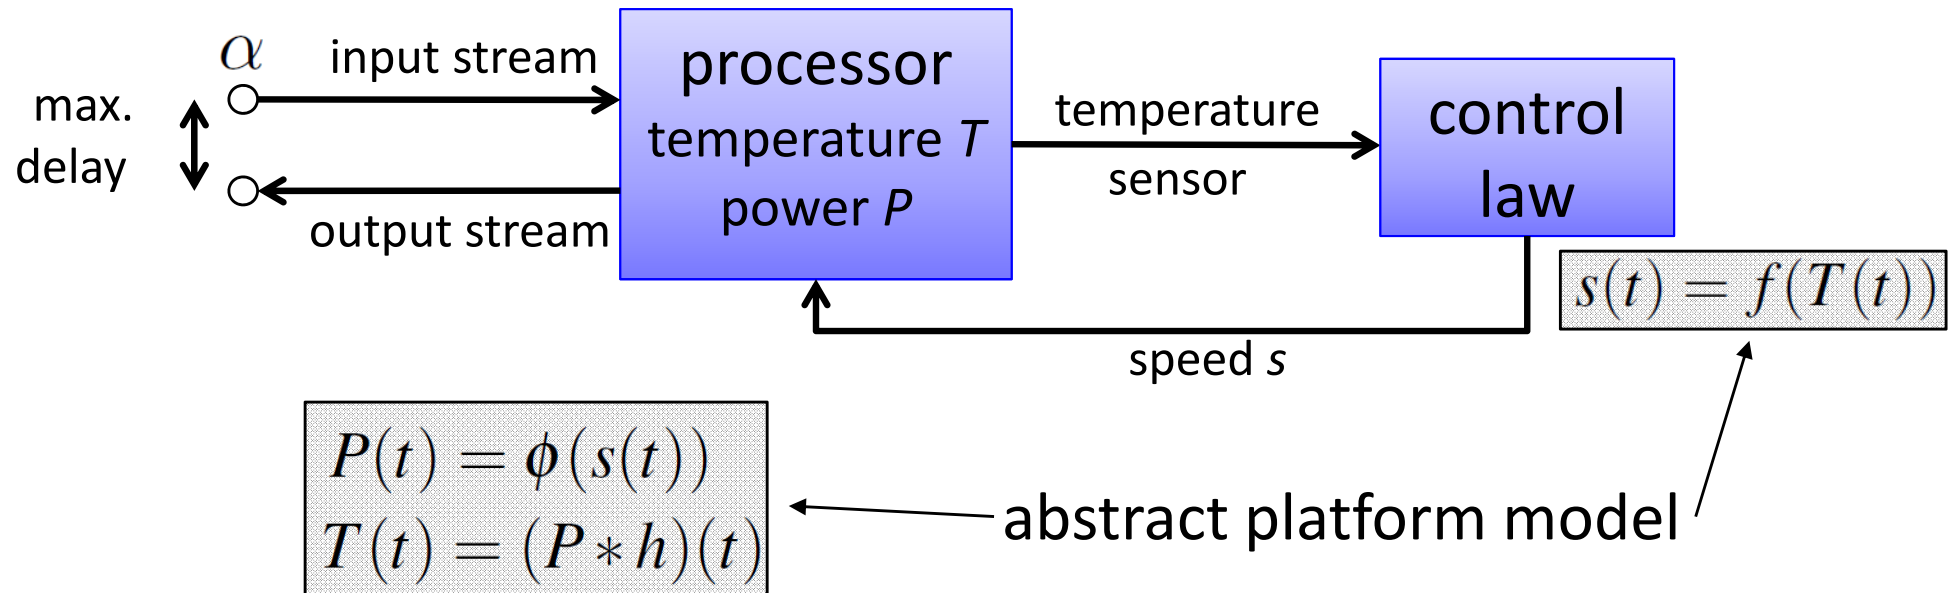 α
input stream
max.
delay
output stream
processor
temperature T
power P
temperature
sensor
control
law
s(t) = f(T(t))
speed s
P(t) = ϕ(s(t))
T(t) = (P ∗ h)(t)
abstract platform model